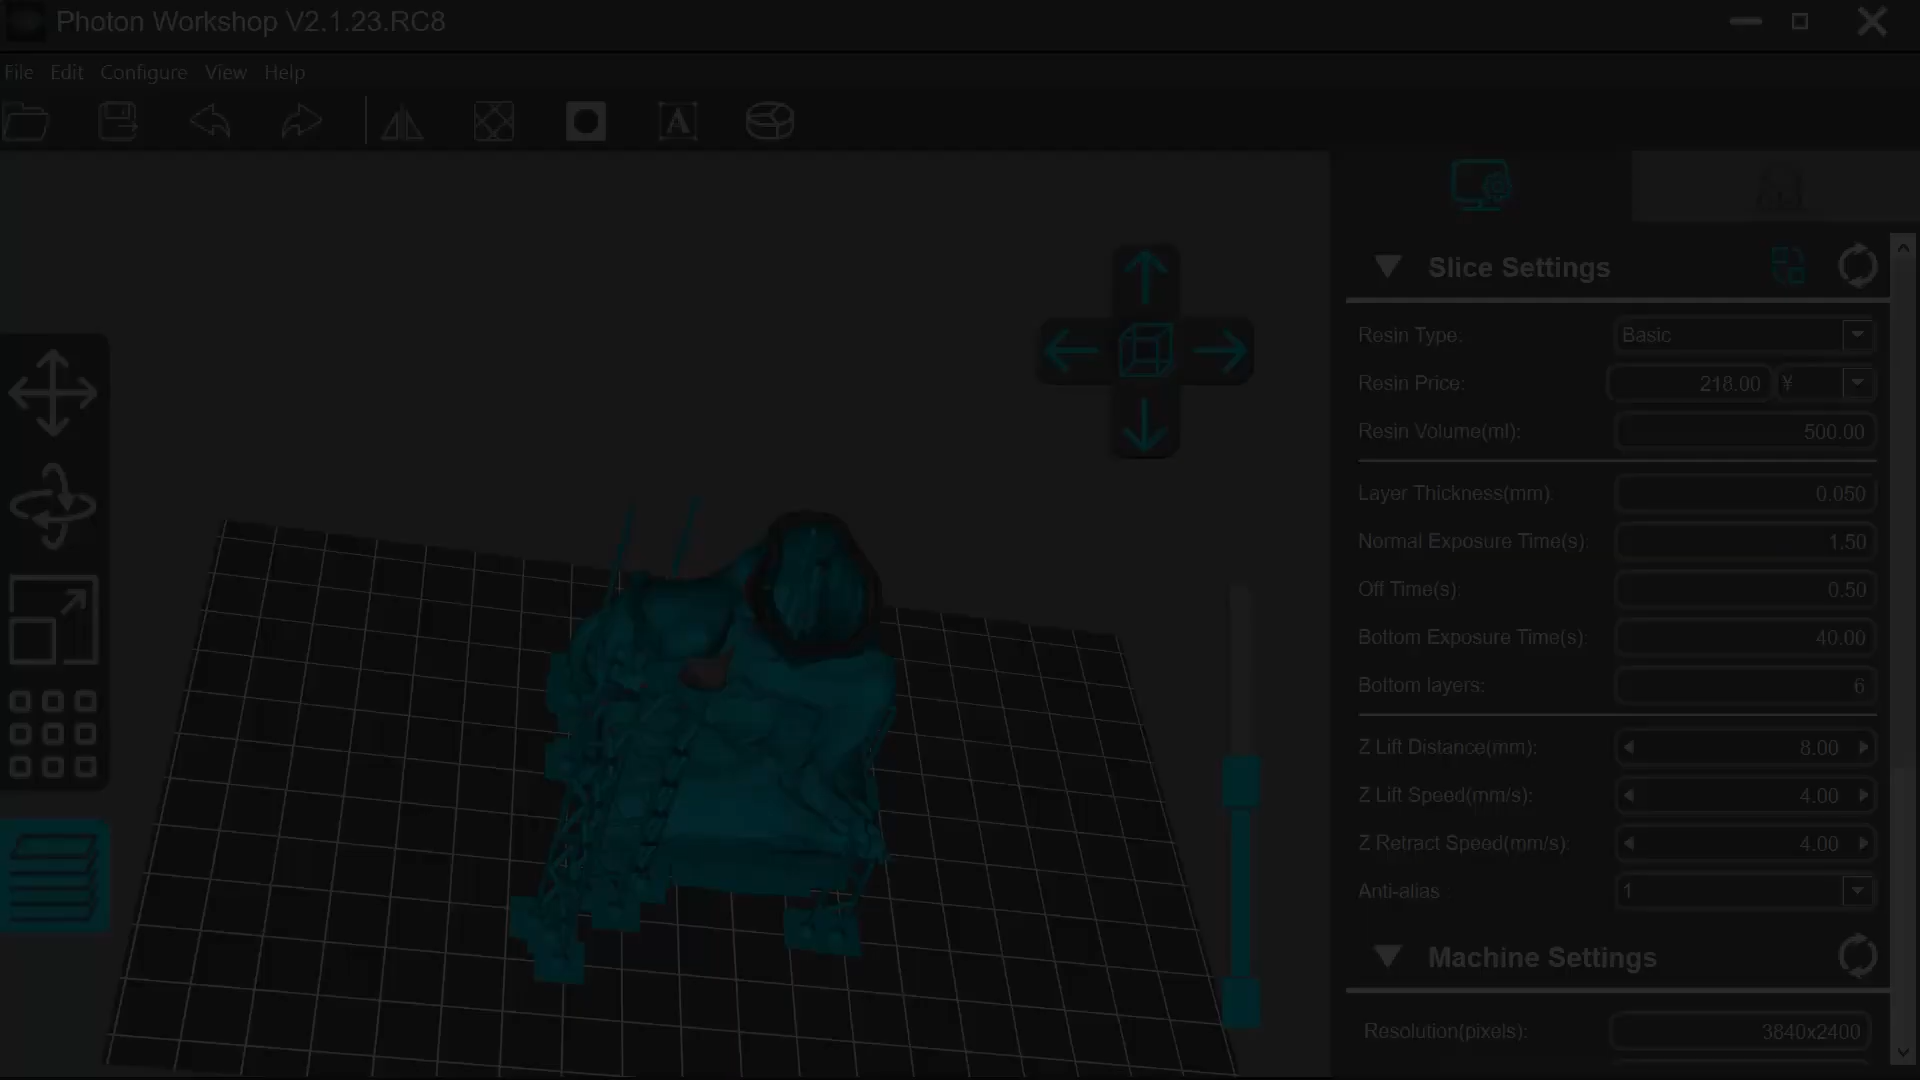 Photon Workshop V2.1.23.RC8
File Edit Configure View Help
A
Slice Settings
Resin Type: Basic
Resin Price: 218.00 ¥
Resin Volume(ml): 500.00
Layer Thickness(mm): 0.050
Normal Exposure Time(s): 1.50
Off Time(s): 0.50
Bottom Exposure Time(s): 40.00
Bottom layers: 6
Z Lift Distance(mm): 8.00
Z Lift Speed(mm/s): 4.00
Z Retract Speed(mm/s): 4.00
Anti-alias : 1
Machine Settings
Resolution(pixels): 3840x2400